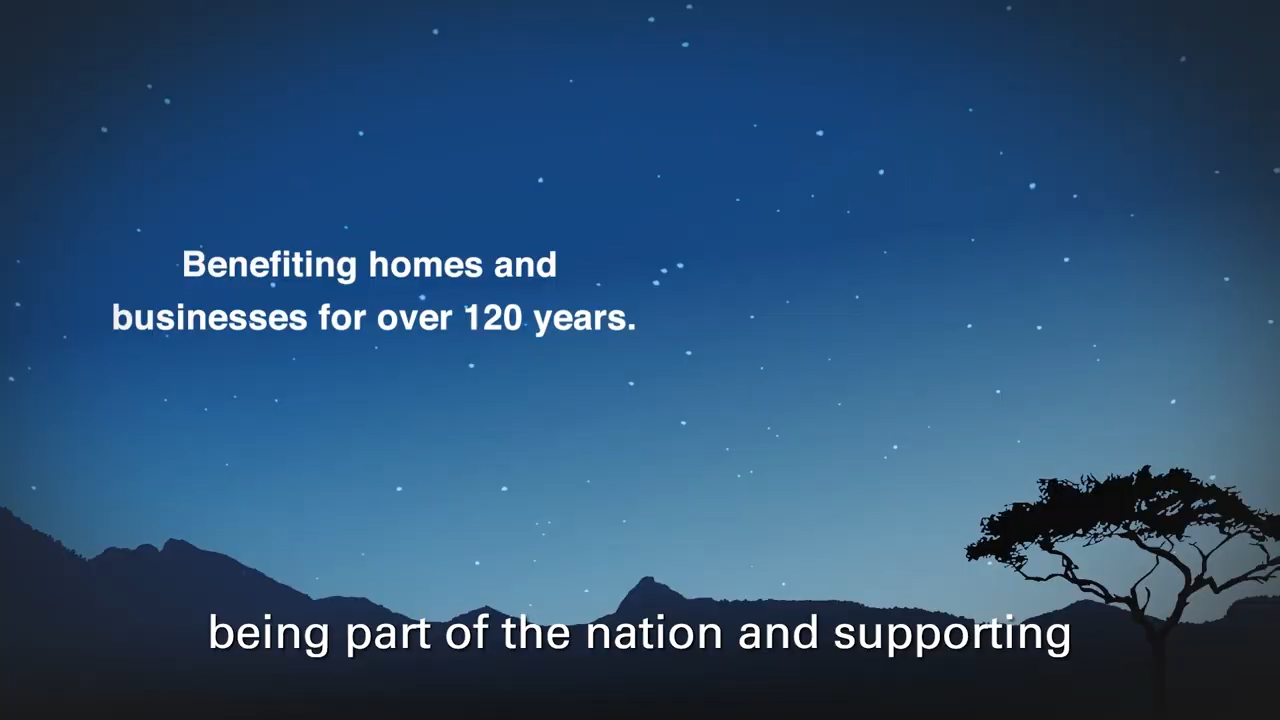 Benefiting homes and
businesses for over 120 years.
being part of the nation and supporting